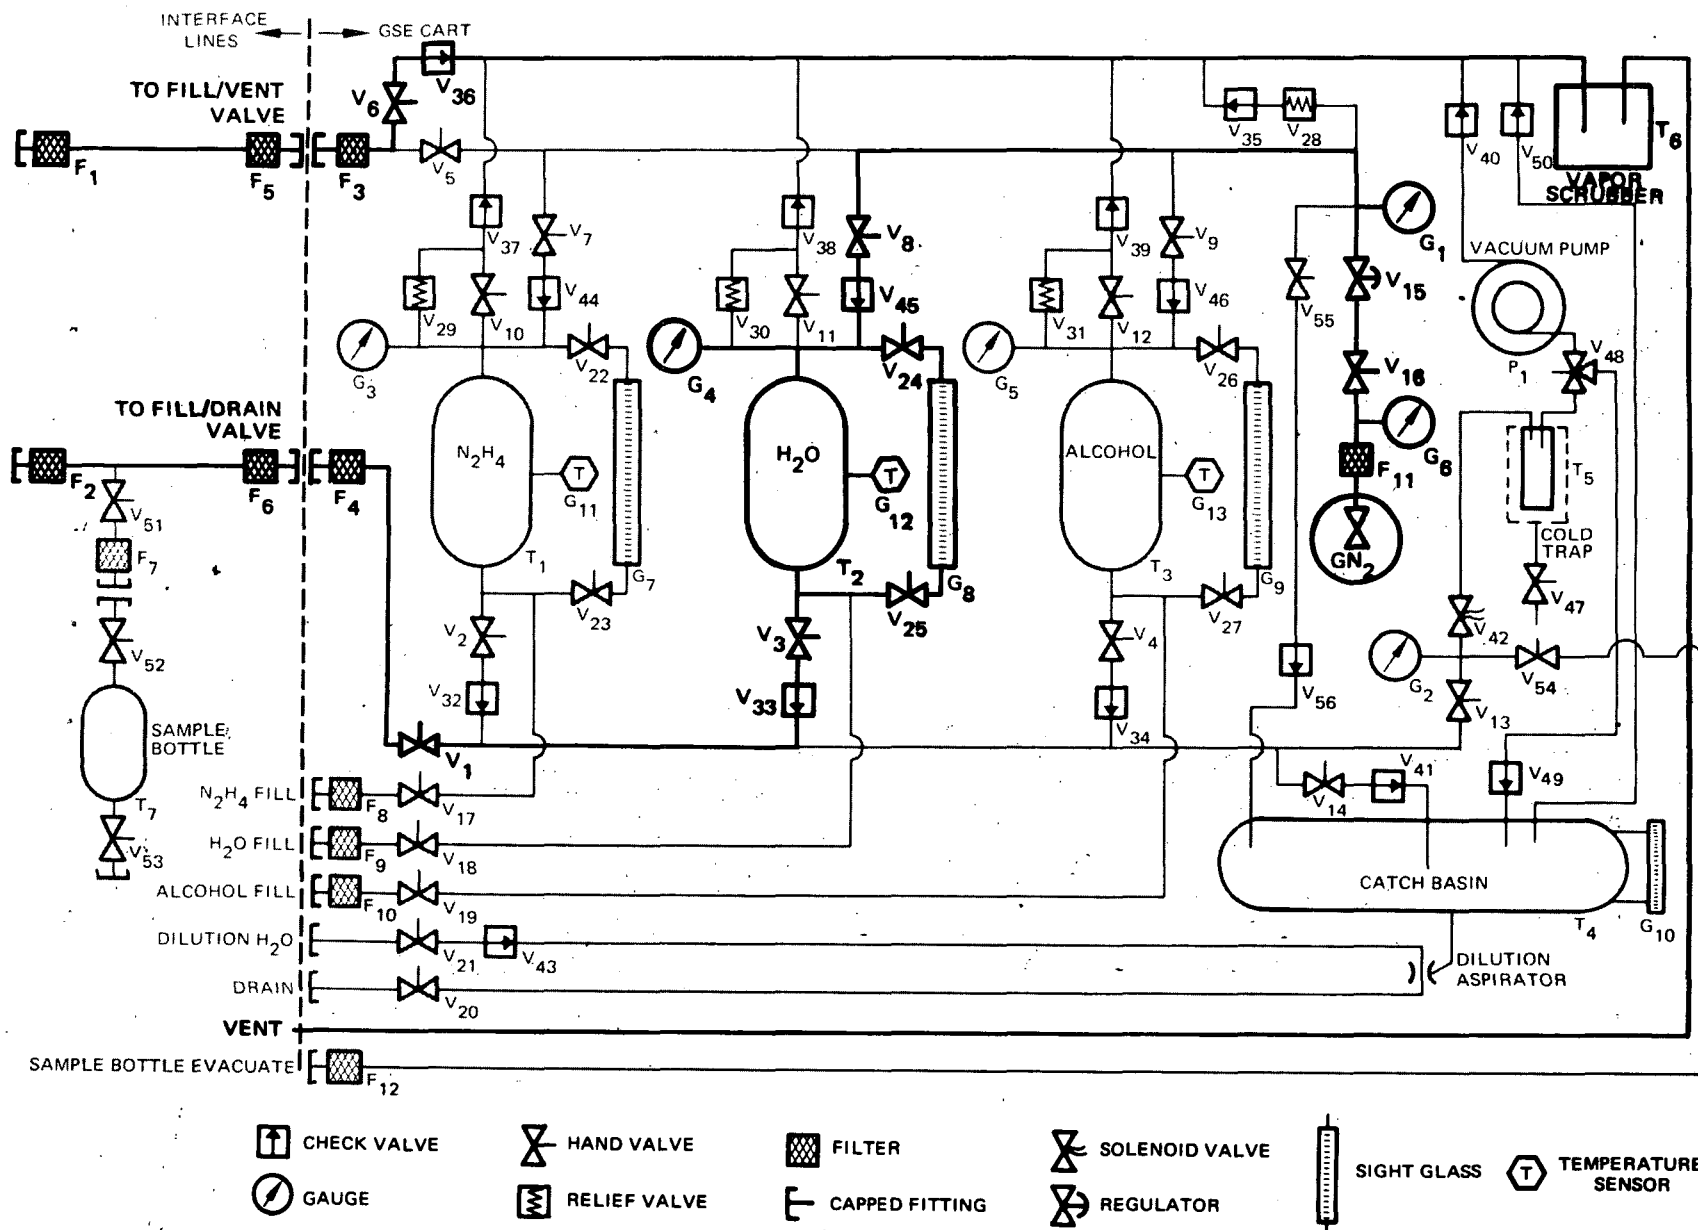 INTERFACE
LINES
GSE CART
TO FILL/VENT
VALVE
V6
V36
F1
F5
F3
V5
V35
V28
V40
V50
T6
VAPOR
SCRUBBER
V37
V7
V38
V8
V39
V9
G1
VACUUM PUMP
V29
V10
V44
V30
V11
V45
V31
V12
V46
V55
V15
P1
V48
G3
V22
G4
V24
G5
V26
V16
TO FILL/DRAIN
VALVE
N2H4
H2O
ALCOHOL
T
G11
T
G12
T
G13
G6
F11
GN2
T5
COLD
TRAP
F2
F6
F4
V51
F7
T1
G7
T2
G8
T3
G9
V23
V25
V27
V47
V52
V2
V3
V4
V42
G2
V54
V56
V13
V32
V33
V34
SAMPLE
BOTTLE
V1
V41
V49
V14
T7
V53
N2H4 FILL
F8
V17
H2O FILL
F9
V18
ALCOHOL FILL
F10
V19
CATCH BASIN
T4
G10
DILUTION H2O
V21
V43
DILUTION
ASPIRATOR
DRAIN
V20
VENT
SAMPLE BOTTLE EVACUATE
F12
CHECK VALVE
HAND VALVE
FILTER
SOLENOID VALVE
SIGHT GLASS
T
TEMPERATURE
SENSOR
GAUGE
RELIEF VALVE
CAPPED FITTING
REGULATOR